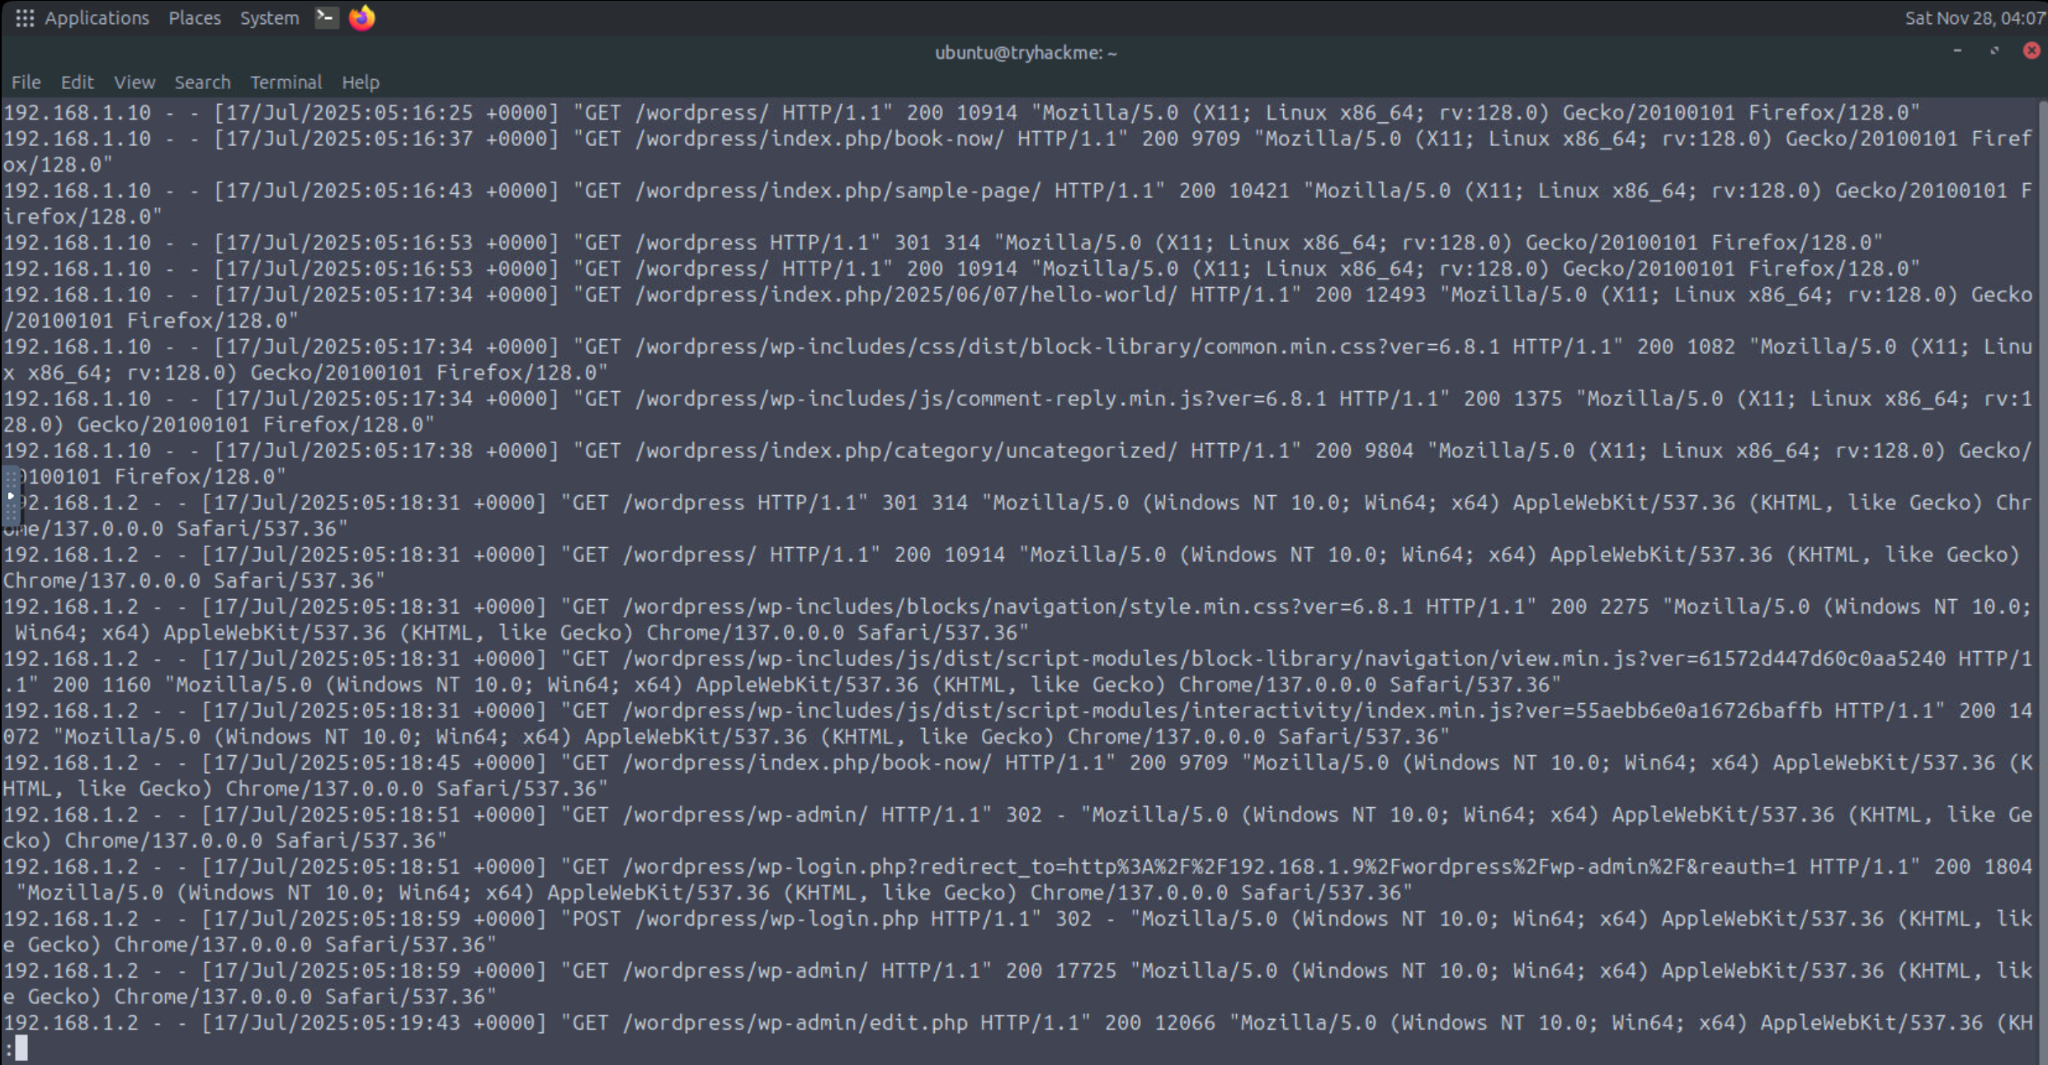 Applications Places System Sat Nov 28, 04:07
ubuntu@tryhackme: ~
File Edit View Search Terminal Help
192.168.1.10 - - [17/Jul/2025:05:16:25 +0000] "GET /wordpress/ HTTP/1.1" 200 10914 "Mozilla/5.0 (X11; Linux x86_64; rv:128.0) Gecko/20100101 Firefox/128.0"
192.168.1.10 - - [17/Jul/2025:05:16:37 +0000] "GET /wordpress/index.php/book-now/ HTTP/1.1" 200 9709 "Mozilla/5.0 (X11; Linux x86_64; rv:128.0) Gecko/20100101 Firef
ox/128.0"
192.168.1.10 - - [17/Jul/2025:05:16:43 +0000] "GET /wordpress/index.php/sample-page/ HTTP/1.1" 200 10421 "Mozilla/5.0 (X11; Linux x86_64; rv:128.0) Gecko/20100101 F
irefox/128.0"
192.168.1.10 - - [17/Jul/2025:05:16:53 +0000] "GET /wordpress HTTP/1.1" 301 314 "Mozilla/5.0 (X11; Linux x86_64; rv:128.0) Gecko/20100101 Firefox/128.0"
192.168.1.10 - - [17/Jul/2025:05:16:53 +0000] "GET /wordpress/ HTTP/1.1" 200 10914 "Mozilla/5.0 (X11; Linux x86_64; rv:128.0) Gecko/20100101 Firefox/128.0"
192.168.1.10 - - [17/Jul/2025:05:17:34 +0000] "GET /wordpress/index.php/2025/06/07/hello-world/ HTTP/1.1" 200 12493 "Mozilla/5.0 (X11; Linux x86_64; rv:128.0) Gecko
/20100101 Firefox/128.0"
192.168.1.10 - - [17/Jul/2025:05:17:34 +0000] "GET /wordpress/wp-includes/css/dist/block-library/common.min.css?ver=6.8.1 HTTP/1.1" 200 1082 "Mozilla/5.0 (X11; Linu
x x86_64; rv:128.0) Gecko/20100101 Firefox/128.0"
192.168.1.10 - - [17/Jul/2025:05:17:34 +0000] "GET /wordpress/wp-includes/js/comment-reply.min.js?ver=6.8.1 HTTP/1.1" 200 1375 "Mozilla/5.0 (X11; Linux x86_64; rv:1
28.0) Gecko/20100101 Firefox/128.0"
192.168.1.10 - - [17/Jul/2025:05:17:38 +0000] "GET /wordpress/index.php/category/uncategorized/ HTTP/1.1" 200 9804 "Mozilla/5.0 (X11; Linux x86_64; rv:128.0) Gecko/
0100101 Firefox/128.0"
92.168.1.2 - - [17/Jul/2025:05:18:31 +0000] "GET /wordpress HTTP/1.1" 301 314 "Mozilla/5.0 (Windows NT 10.0; Win64; x64) AppleWebKit/537.36 (KHTML, like Gecko) Chr
ome/137.0.0.0 Safari/537.36"
192.168.1.2 - - [17/Jul/2025:05:18:31 +0000] "GET /wordpress/ HTTP/1.1" 200 10914 "Mozilla/5.0 (Windows NT 10.0; Win64; x64) AppleWebKit/537.36 (KHTML, like Gecko)
Chrome/137.0.0.0 Safari/537.36"
192.168.1.2 - - [17/Jul/2025:05:18:31 +0000] "GET /wordpress/wp-includes/blocks/navigation/style.min.css?ver=6.8.1 HTTP/1.1" 200 2275 "Mozilla/5.0 (Windows NT 10.0;
Win64; x64) AppleWebKit/537.36 (KHTML, like Gecko) Chrome/137.0.0.0 Safari/537.36"
192.168.1.2 - - [17/Jul/2025:05:18:31 +0000] "GET /wordpress/wp-includes/js/dist/script-modules/block-library/navigation/view.min.js?ver=61572d447d60c0aa5240 HTTP/1
.1" 200 1160 "Mozilla/5.0 (Windows NT 10.0; Win64; x64) AppleWebKit/537.36 (KHTML, like Gecko) Chrome/137.0.0.0 Safari/537.36"
192.168.1.2 - - [17/Jul/2025:05:18:31 +0000] "GET /wordpress/wp-includes/js/dist/script-modules/interactivity/index.min.js?ver=55aebb6e0a16726baffb HTTP/1.1" 200 14
072 "Mozilla/5.0 (Windows NT 10.0; Win64; x64) AppleWebKit/537.36 (KHTML, like Gecko) Chrome/137.0.0.0 Safari/537.36"
192.168.1.2 - - [17/Jul/2025:05:18:45 +0000] "GET /wordpress/index.php/book-now/ HTTP/1.1" 200 9709 "Mozilla/5.0 (Windows NT 10.0; Win64; x64) AppleWebKit/537.36 (K
HTML, like Gecko) Chrome/137.0.0.0 Safari/537.36"
192.168.1.2 - - [17/Jul/2025:05:18:51 +0000] "GET /wordpress/wp-admin/ HTTP/1.1" 302 - "Mozilla/5.0 (Windows NT 10.0; Win64; x64) AppleWebKit/537.36 (KHTML, like Ge
cko) Chrome/137.0.0.0 Safari/537.36"
192.168.1.2 - - [17/Jul/2025:05:18:51 +0000] "GET /wordpress/wp-login.php?redirect_to=http%3A%2F%2F192.168.1.9%2Fwordpress%2Fwp-admin%2F&reauth=1 HTTP/1.1" 200 1804
"Mozilla/5.0 (Windows NT 10.0; Win64; x64) AppleWebKit/537.36 (KHTML, like Gecko) Chrome/137.0.0.0 Safari/537.36"
192.168.1.2 - - [17/Jul/2025:05:18:59 +0000] "POST /wordpress/wp-login.php HTTP/1.1" 302 - "Mozilla/5.0 (Windows NT 10.0; Win64; x64) AppleWebKit/537.36 (KHTML, lik
e Gecko) Chrome/137.0.0.0 Safari/537.36"
192.168.1.2 - - [17/Jul/2025:05:18:59 +0000] "GET /wordpress/wp-admin/ HTTP/1.1" 200 17725 "Mozilla/5.0 (Windows NT 10.0; Win64; x64) AppleWebKit/537.36 (KHTML, lik
e Gecko) Chrome/137.0.0.0 Safari/537.36"
192.168.1.2 - - [17/Jul/2025:05:19:43 +0000] "GET /wordpress/wp-admin/edit.php HTTP/1.1" 200 12066 "Mozilla/5.0 (Windows NT 10.0; Win64; x64) AppleWebKit/537.36 (KH
: